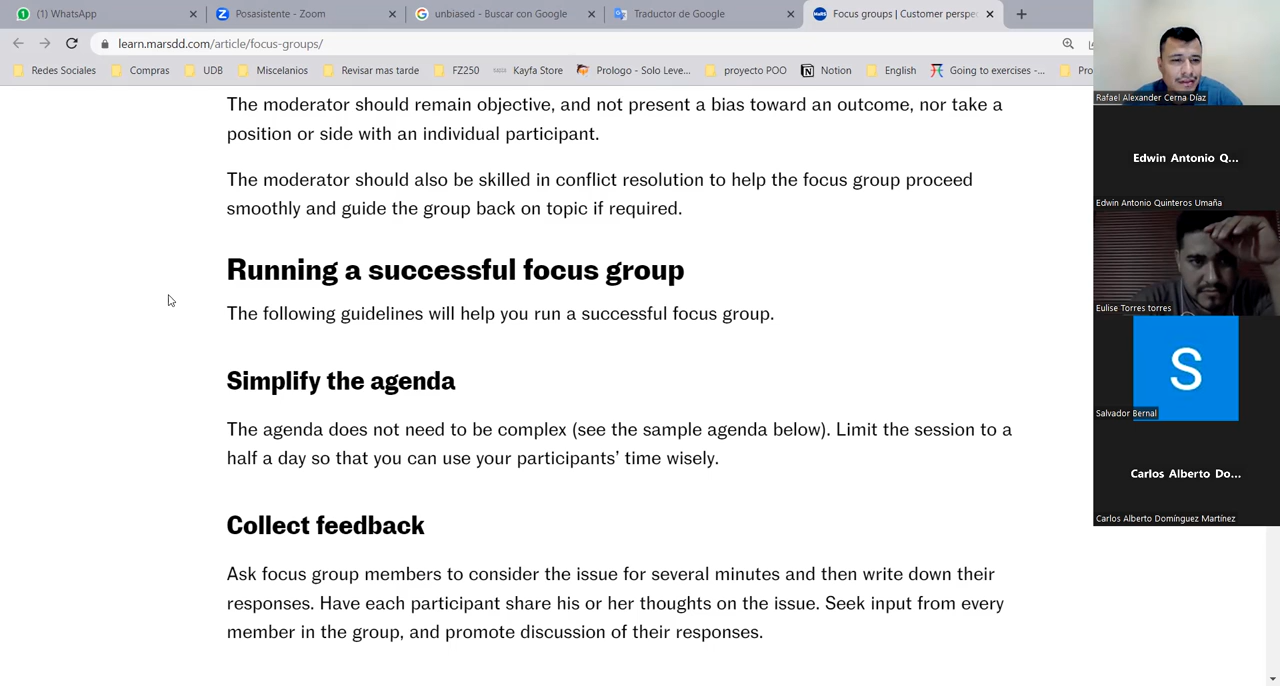 (1) WhatsApp
Posasistente - Zoom
unbiased - Buscar con Google
Traductor de Google
Focus groups | Customer perspe
learn.marsdd.com/article/focus-groups/
Redes Sociales
Compras
UDB
Miscelanios
Revisar mas tarde
FZ250
Kayfa Store
Prologo - Solo Leve...
proyecto POO
Notion
English
Going to exercises -...
Pro
The moderator should remain objective, and not present a bias toward an outcome, nor take a
position or side with an individual participant.
The moderator should also be skilled in conflict resolution to help the focus group proceed
smoothly and guide the group back on topic if required.
Running a successful focus group
The following guidelines will help you run a successful focus group.
Simplify the agenda
The agenda does not need to be complex (see the sample agenda below). Limit the session to a
half a day so that you can use your participants’ time wisely.
Collect feedback
Ask focus group members to consider the issue for several minutes and then write down their
responses. Have each participant share his or her thoughts on the issue. Seek input from every
member in the group, and promote discussion of their responses.
Rafael Alexander Cerna Díaz
Edwin Antonio Q...
Edwin Antonio Quinteros Umaña
Eulise Torres torres
S
Salvador Bernal
Carlos Alberto Do...
Carlos Alberto Domínguez Martínez